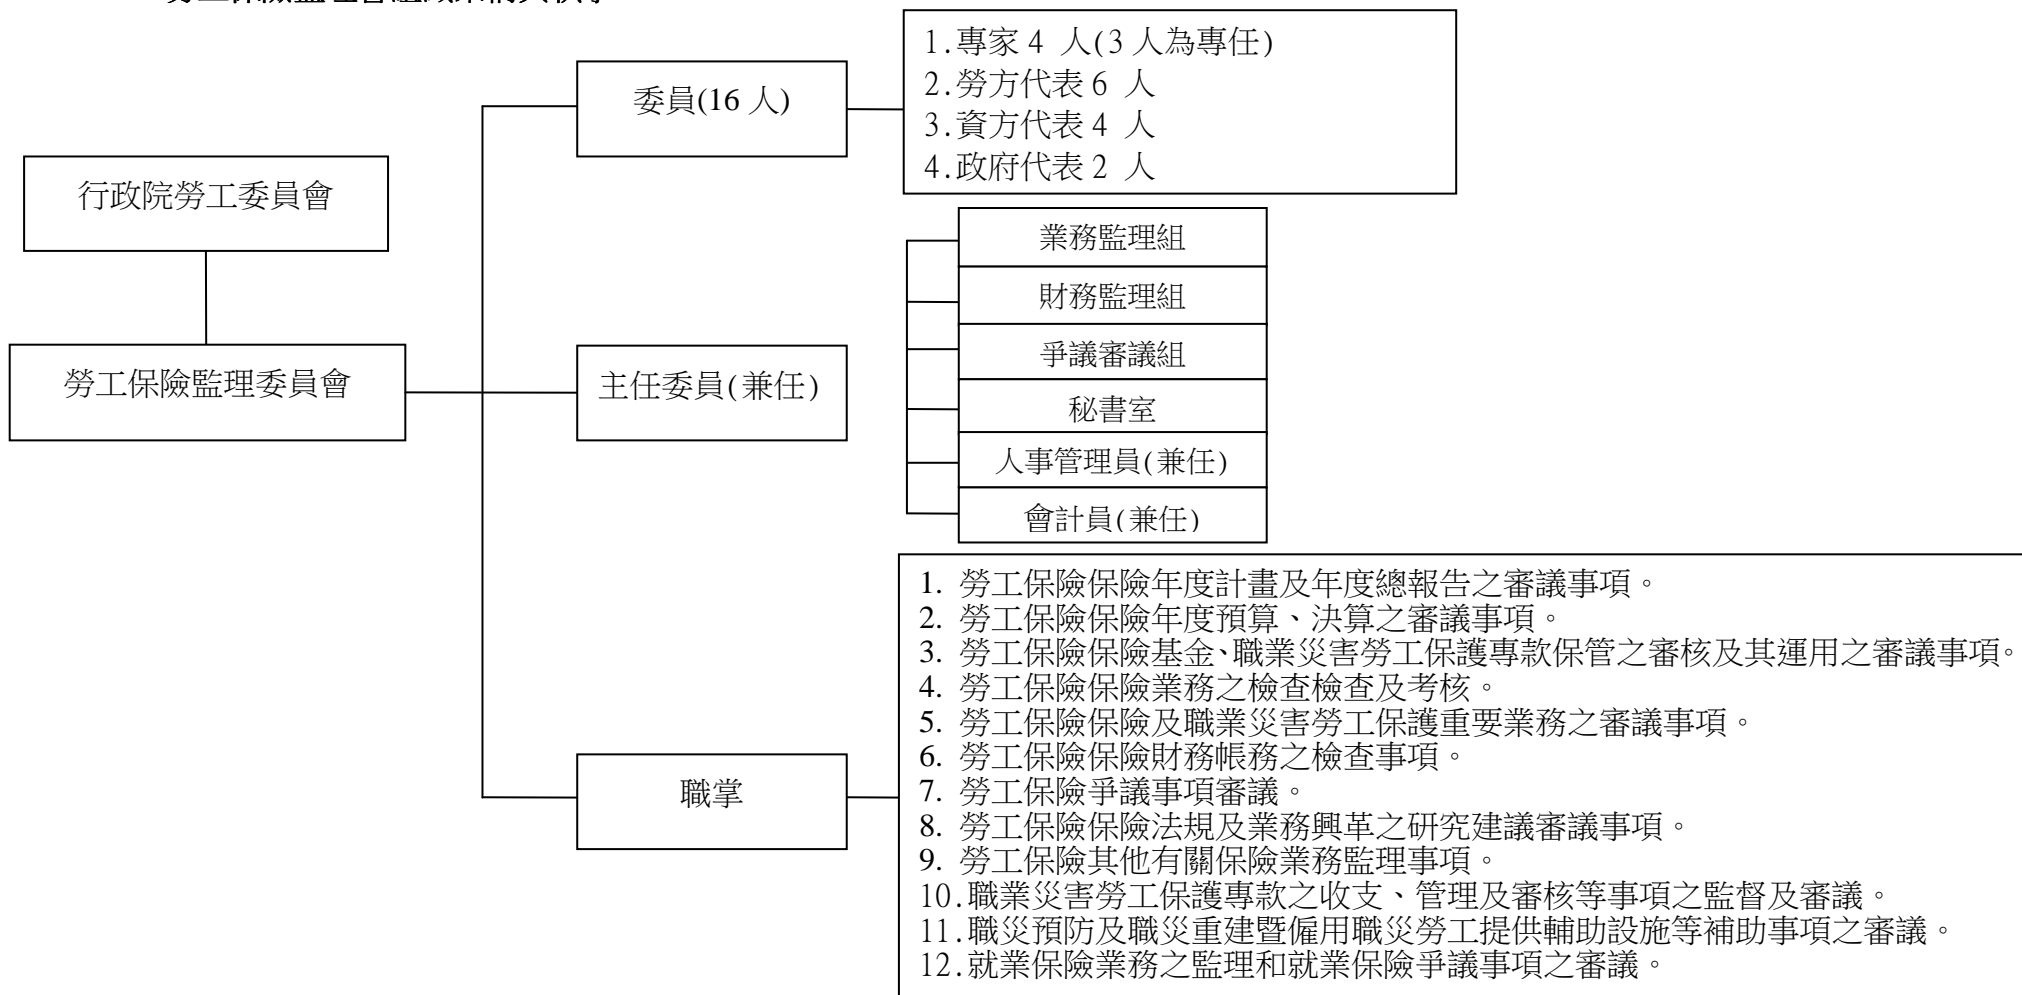 行政院勞工委員會
勞工保險監理委員會
委員(16人)
1.專家4 人(3人為專任)
2.勞方代表6 人
3.資方代表4 人
4.政府代表2 人
主任委員(兼任)
業務監理組
財務監理組
爭議審議組
秘書室
人事管理員(兼任)
會計員(兼任)
職掌
1. 勞工保險保險年度計畫及年度總報告之審議事項。
2. 勞工保險保險年度預算、決算之審議事項。
3. 勞工保險保險基金、職業災害勞工保護專款保管之審核及其運用之審議事項。
4. 勞工保險保險業務之檢查檢查及考核。
5. 勞工保險保險及職業災害勞工保護重要業務之審議事項。
6. 勞工保險保險財務帳務之檢查事項。
7. 勞工保險爭議事項審議。
8. 勞工保險保險法規及業務興革之研究建議審議事項。
9. 勞工保險其他有關保險業務監理事項。
10.職業災害勞工保護專款之收支、管理及審核等事項之監督及審議。
11.職災預防及職災重建暨僱用職災勞工提供輔助設施等補助事項之審議。
12.就業保險業務之監理和就業保險爭議事項之審議。